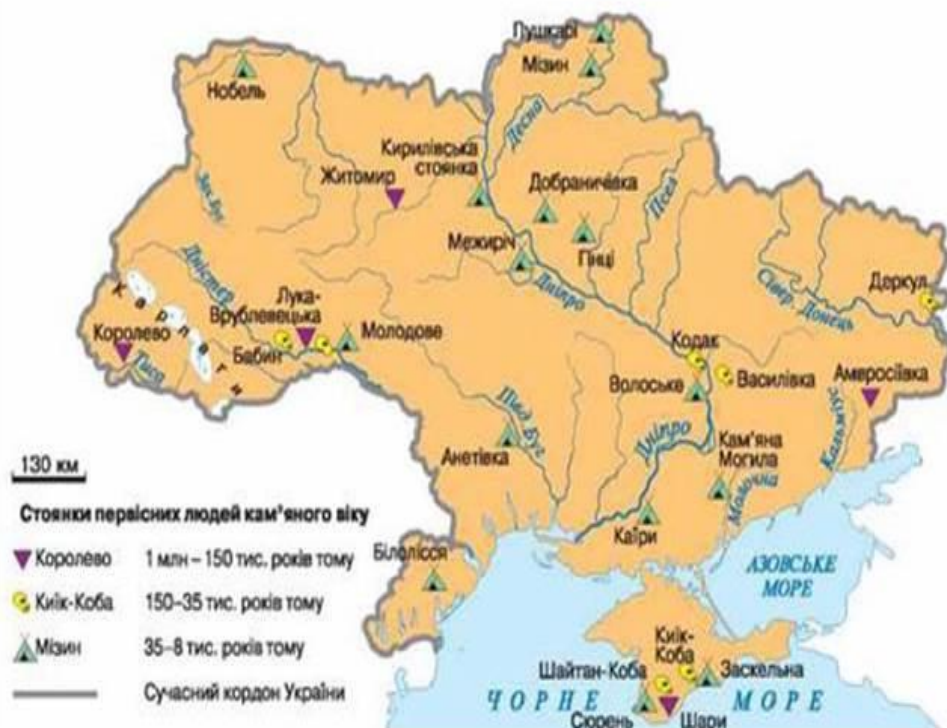 Пушкарі
Мізин
Нобель
Десна
Кирилівська
стоянка
Житомир
Добраничівка
Псел
Зах. Буг
Межиріч
Гінці
Дністер
Дніпро
Сівер. Донець
Деркул
Карпати
Лука-
Врублевецька
Молодове
Королево
Бабин
Тиса
Кодак
Василівка
Амвросіївка
Волоське
Півд. Буг
Анетівка
Дніпро
Кам'яна
Могила
Молочна
Кальміус
130 км
Стоянки первісних людей кам'яного віку
Королево 1 млн – 150 тис. років тому
Киїк-Коба 150–35 тис. років тому
Мізин 35–8 тис. років тому
Сучасний кордон України
Каїри
Білолісся
АЗОВСЬКЕ
МОРЕ
Киїк-
Коба
Шайтан-Коба
Заскельна
ЧОРНЕ МОРЕ
Сюрень
Шари